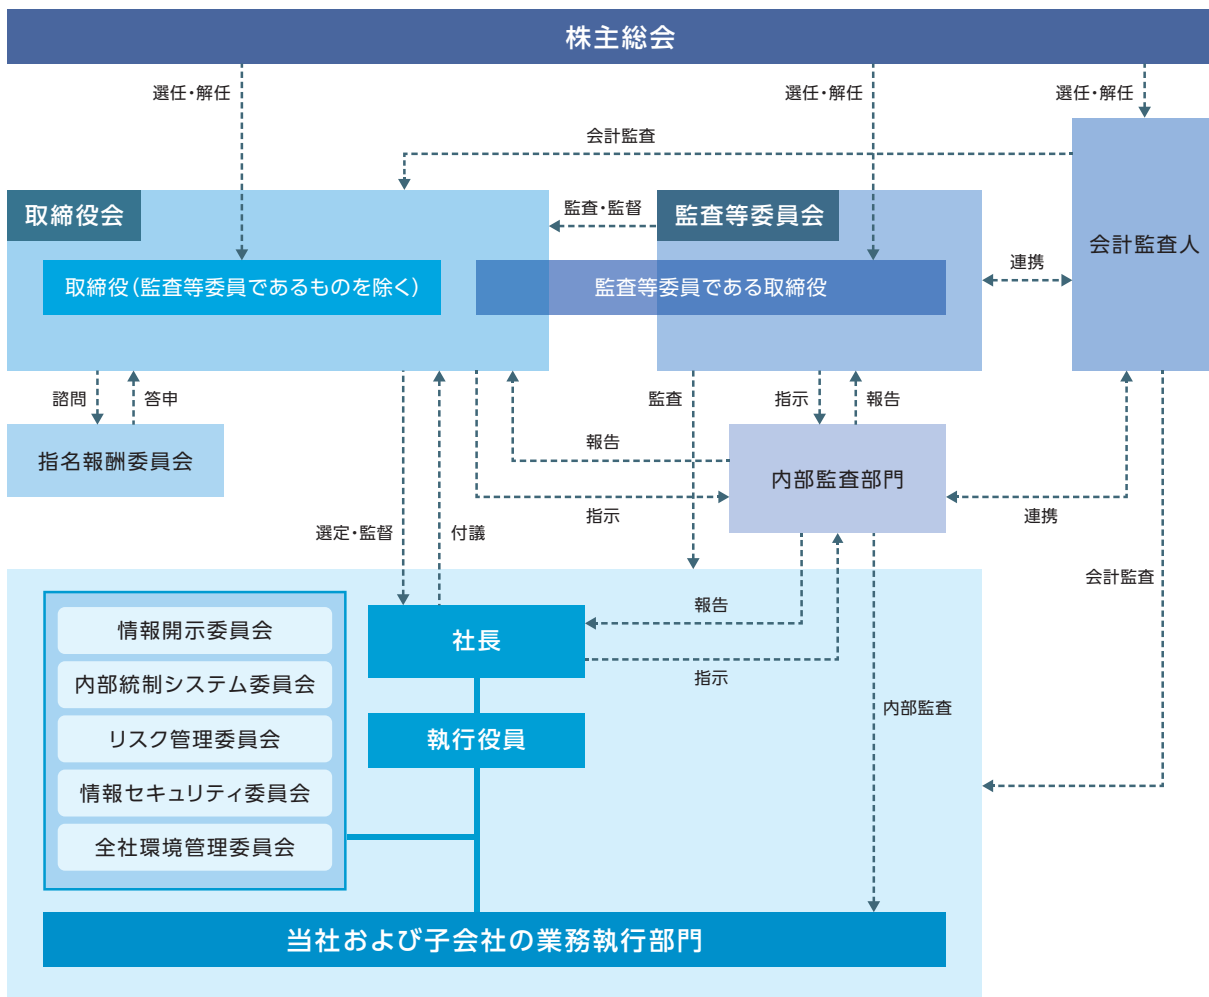 株主総会
選任・解任
選任・解任
選任・解任
会計監査
取締役会
監査・監督
監査等委員会
会計監査人
連携
取締役（監査等委員であるものを除く）
監査等委員である取締役
諮問
答申
監査
指示
報告
指名報酬委員会
報告
内部監査部門
指示
連携
選定・監督
付議
会計監査
報告
情報開示委員会
社長
指示
内部統制システム委員会
内部監査
リスク管理委員会
執行役員
情報セキュリティ委員会
全社環境管理委員会
当社および子会社の業務執行部門